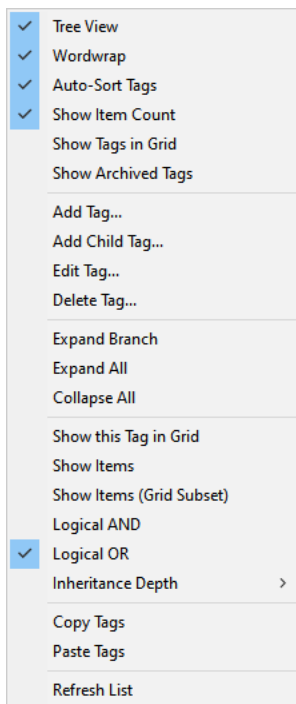 Tree View
Wordwrap
Auto-Sort Tags
Show Item Count
Show Tags in Grid
Show Archived Tags
Add Tag...
Add Child Tag...
Edit Tag...
Delete Tag...
Expand Branch
Expand All
Collapse All
Show this Tag in Grid
Show Items
Show Items (Grid Subset)
Logical AND
Logical OR
Inheritance Depth
Copy Tags
Paste Tags
Refresh List